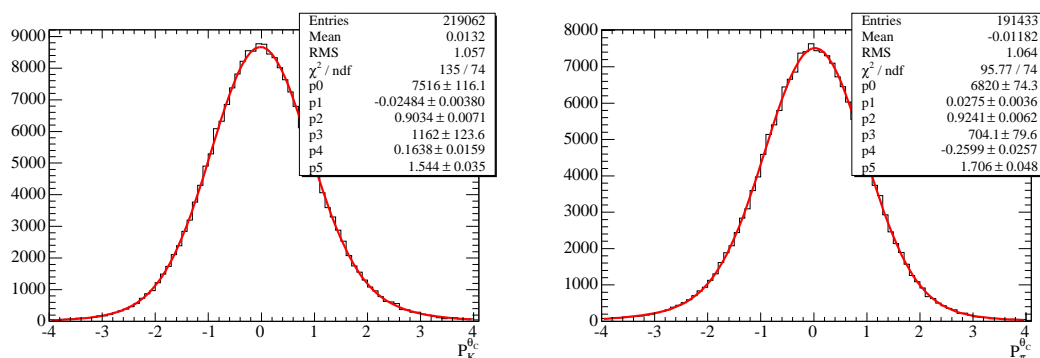 Entries 219062
Mean 0.0132
RMS 1.057
χ² / ndf 135 / 74
p0 7516 ± 116.1
p1 -0.02484 ± 0.00380
p2 0.9034 ± 0.0071
p3 1162 ± 123.6
p4 0.1638 ± 0.0159
p5 1.544 ± 0.035
9000
8000
7000
6000
5000
4000
3000
2000
1000
0
-4 -3 -2 -1 0 1 2 3 4
P_K^θc
Entries 191433
Mean -0.01182
RMS 1.064
χ² / ndf 95.77 / 74
p0 6820 ± 74.3
p1 0.0275 ± 0.0036
p2 0.9241 ± 0.0062
p3 704.1 ± 79.6
p4 -0.2599 ± 0.0257
p5 1.706 ± 0.048
8000
7000
6000
5000
4000
3000
2000
1000
0
-4 -3 -2 -1 0 1 2 3 4
P_π^θc